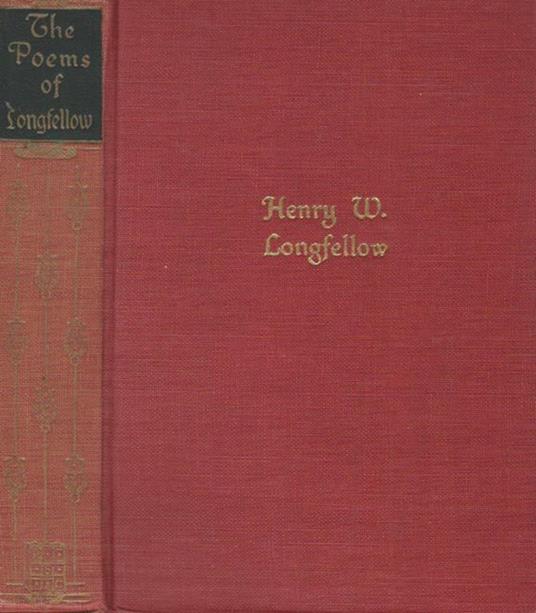 The
Poems
of
Longfellow
Henry W.
Longfellow